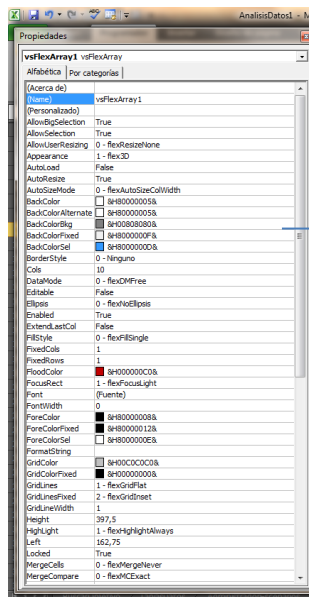 AnalisisDatos1 - M
Propiedades
vsFlexArray1 vsFlexArray
Alfabética Por categorías
(Acerca de)
(Name) vsFlexArray1
(Personalizado)
AllowBigSelection True
AllowSelection True
AllowUserResizing 0 - flexResizeNone
Appearance 1 - flex3D
AutoLoad False
AutoResize True
AutoSizeMode 0 - flexAutoSizeColWidth
BackColor &H80000005&
BackColorAlternate &H80000005&
BackColorBkg &H00808080&
BackColorFixed &H8000000F&
BackColorSel &H8000000D&
BorderStyle 0 - Ninguno
Cols 10
DataMode 0 - flexDMFree
Editable False
Ellipsis 0 - flexNoEllipsis
Enabled True
ExtendLastCol False
FillStyle 0 - flexFillSingle
FixedCols 1
FixedRows 1
FloodColor &H000000C0&
FocusRect 1 - flexFocusLight
Font (Fuente)
FontWidth 0
ForeColor &H80000008&
ForeColorFixed &H80000012&
ForeColorSel &H8000000E&
FormatString
GridColor &H00C0C0C0&
GridColorFixed &H00000000&
GridLines 1 - flexGridFlat
GridLinesFixed 2 - flexGridInset
GridLineWidth 1
Height 397,5
HighLight 1 - flexHighlightAlways
Left 162,75
Locked True
MergeCells 0 - flexMergeNever
MergeCompare 0 - flexMCExact